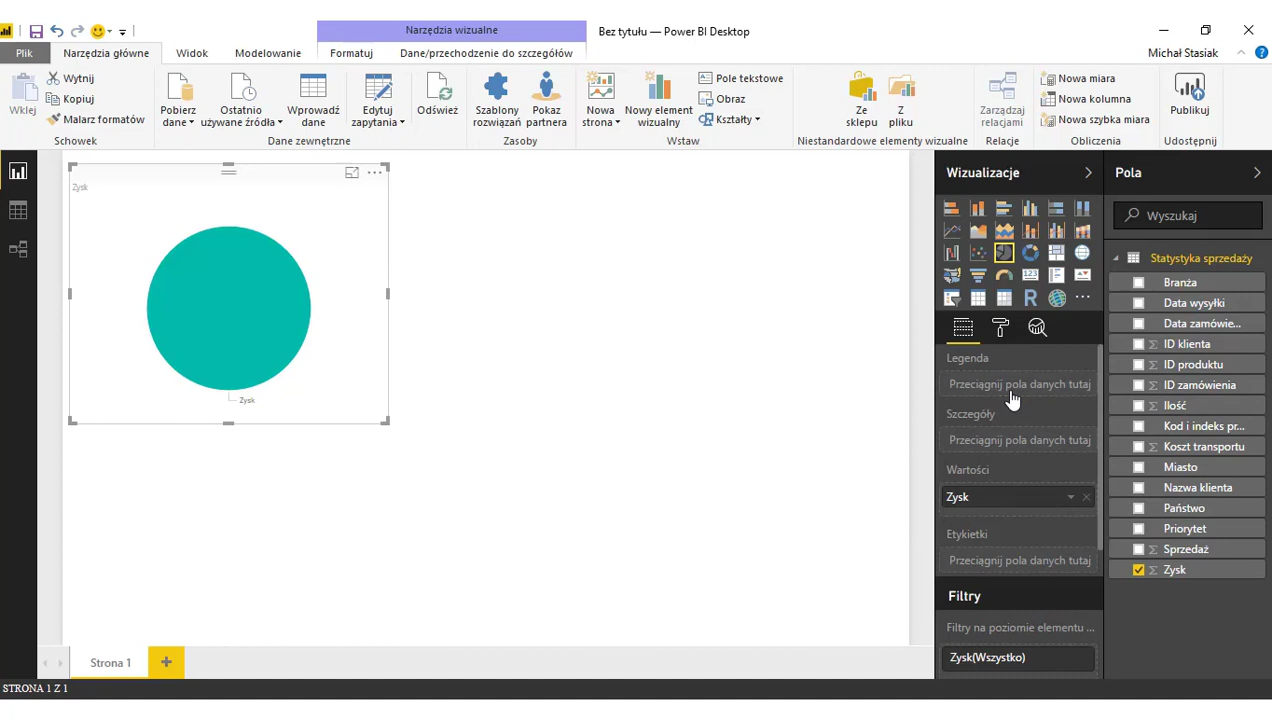 Narzędzia wizualne
Bez tytułu — Power BI Desktop
Plik
Narzędzia główne
Widok
Modelowanie
Formatuj
Dane/przechodzenie do szczegółów
Michał Stasiak
Wklej
Wytnij
Kopiuj
Malarz formatów
Schowek
Pobierz
dane
Ostatnio
używane źródła
Wprowadź
dane
Edytuj
zapytania
Odśwież
Dane zewnętrzne
Szablony
rozwiązań
Pokaz
partnera
Zasoby
Nowa
strona
Nowy element
wizualny
Pole tekstowe
Obraz
Kształty
Wstaw
Ze
sklepu
Z
pliku
Niestandardowe elementy wizualne
Zarządzaj
relacjami
Relacje
Nowa miara
Nowa kolumna
Nowa szybka miara
Obliczenia
Publikuj
Udostępnij
Zysk
Zysk
Wizualizacje
R
123
Legenda
Przeciągnij pola danych tutaj
Szczegóły
Przeciągnij pola danych tutaj
Wartości
Zysk
Etykietki
Przeciągnij pola danych tutaj
Filtry
Filtry na poziomie elementu ...
Zysk(Wszystko)
Pola
Wyszukaj
Statystyka sprzedaży
Branża
Data wysyłki
Data zamówie...
Σ ID klienta
Σ ID produktu
Σ ID zamówienia
Σ Ilość
Kod i indeks pr...
Σ Koszt transportu
Miasto
Nazwa klienta
Państwo
Priorytet
Σ Sprzedaż
Σ Zysk
Strona 1
STRONA 1 Z 1